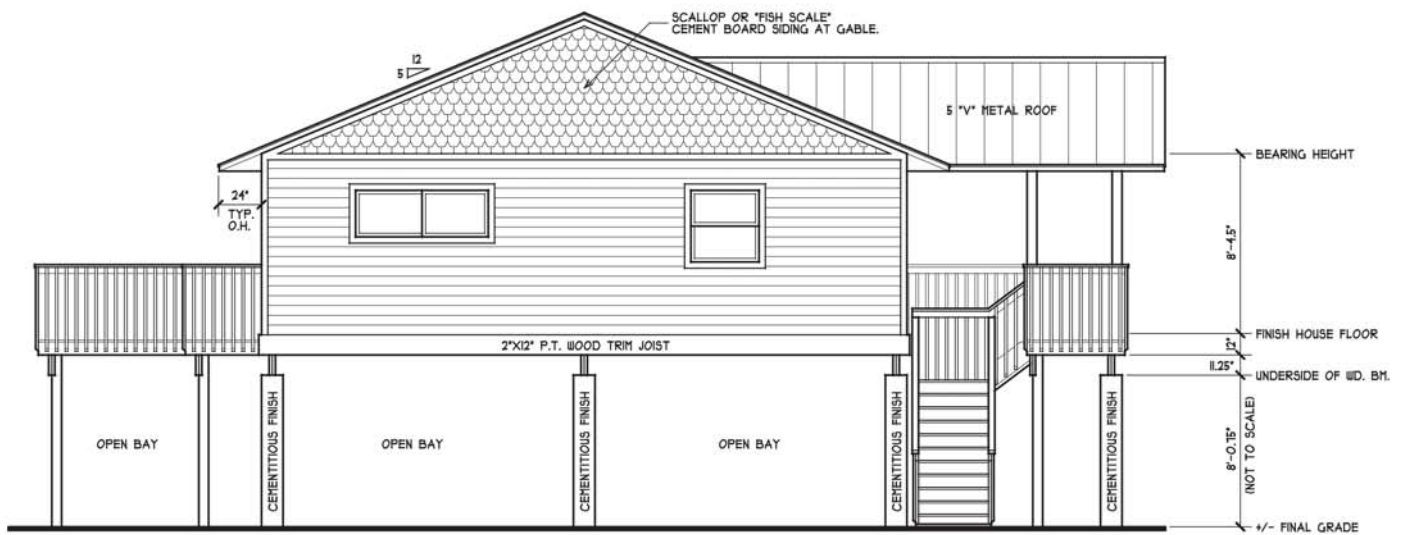 SCALLOP OR "FISH SCALE"
CEMENT BOARD SIDING AT GABLE.
12
5
5 "V" METAL ROOF
BEARING HEIGHT
24"
TYP.
O.H.
8'-4.5"
FINISH HOUSE FLOOR
2"X12" P.T. WOOD TRIM JOIST
12"
11.25"
UNDERSIDE OF WD. BM.
OPEN BAY
CEMENTITIOUS FINISH
OPEN BAY
CEMENTITIOUS FINISH
OPEN BAY
CEMENTITIOUS FINISH
CEMENTITIOUS FINISH
8'-0.75"
(NOT TO SCALE)
+/- FINAL GRADE